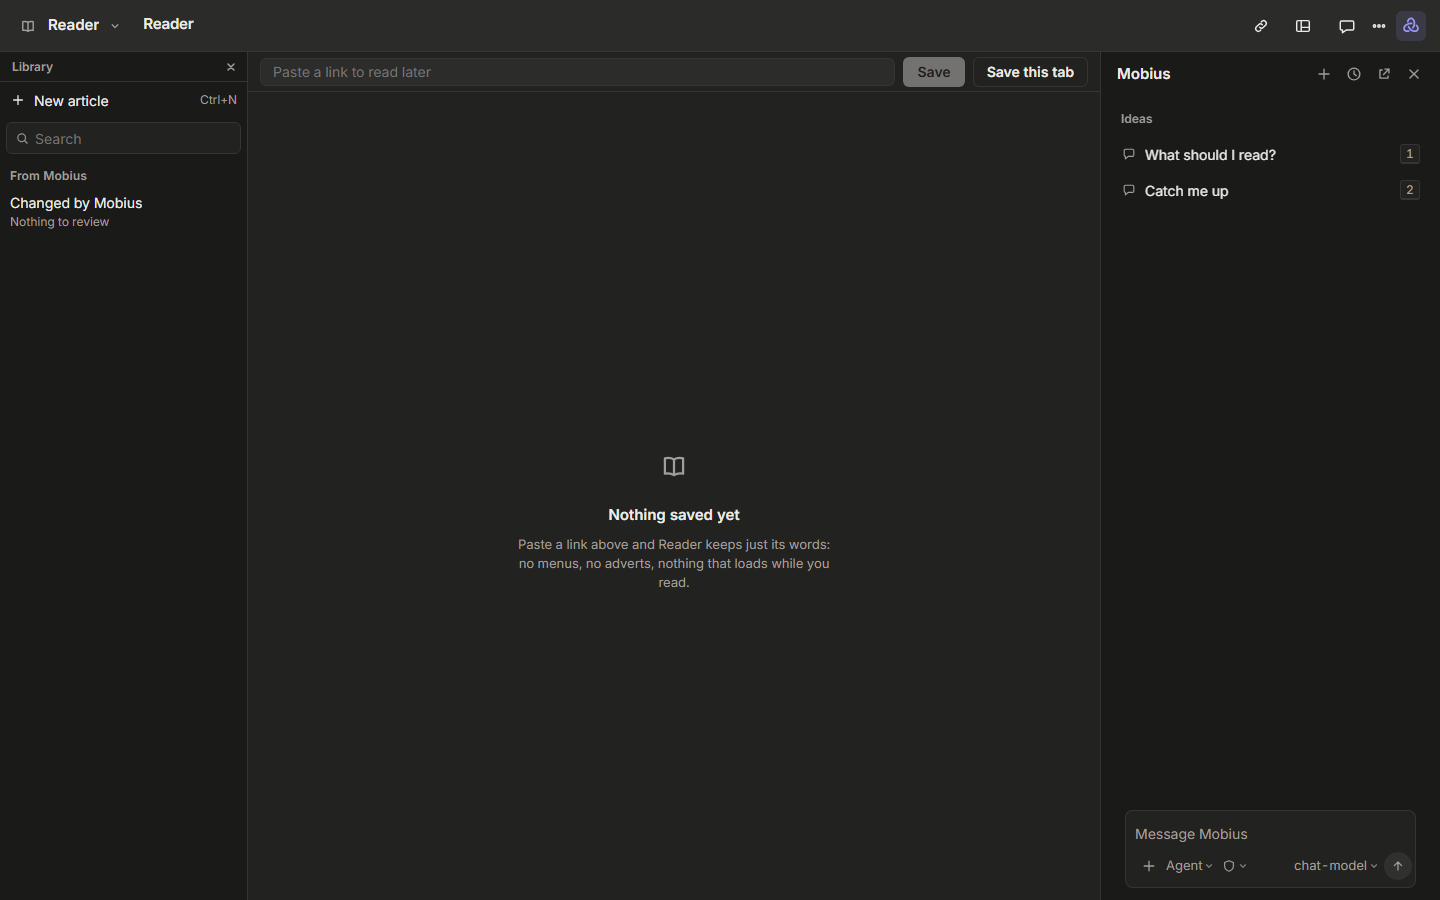 Reader
Reader
Library
New article
Ctrl+N
Search
From Mobius
Changed by Mobius
Nothing to review
Paste a link to read later
Save
Save this tab
Nothing saved yet
Paste a link above and Reader keeps just its words:
no menus, no adverts, nothing that loads while you
read.
Mobius
Ideas
What should I read?
1
Catch me up
2
Message Mobius
Agent
chat-model